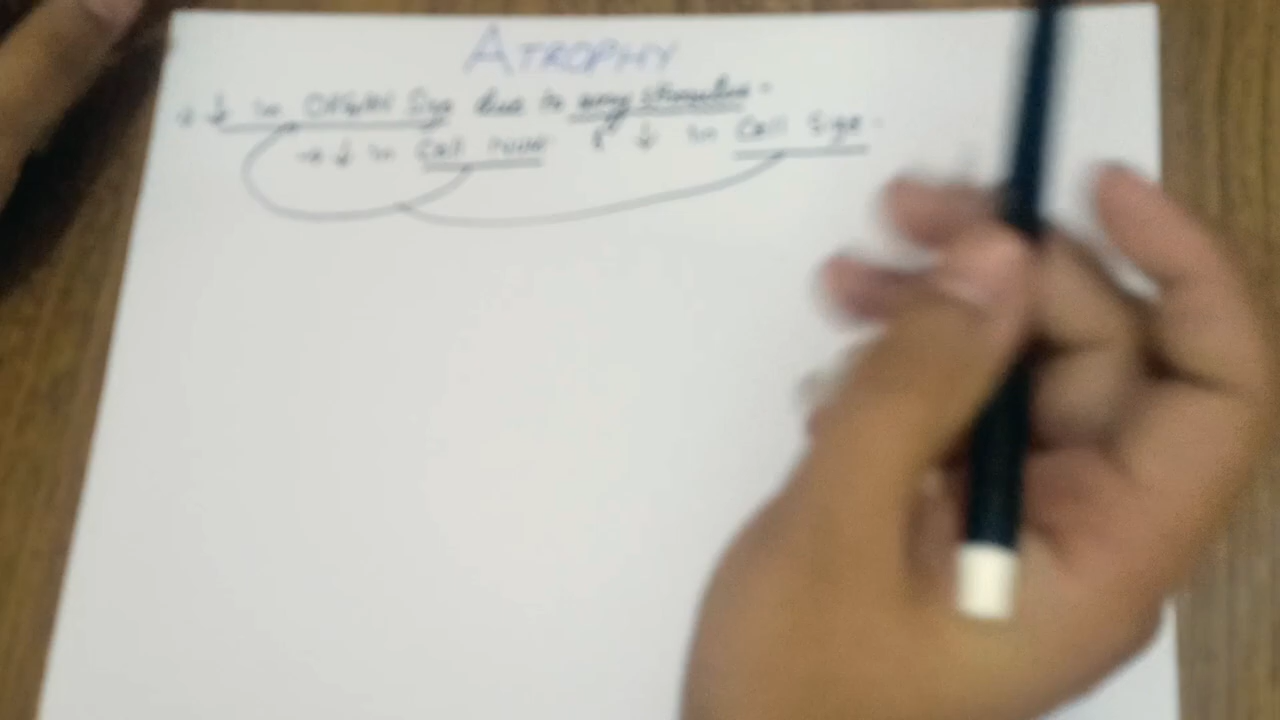 ATROPHY
→ ↓ in ORGAN Size due to any stimulus.
→ ↓ in Cell num ↓ in Cell Size.